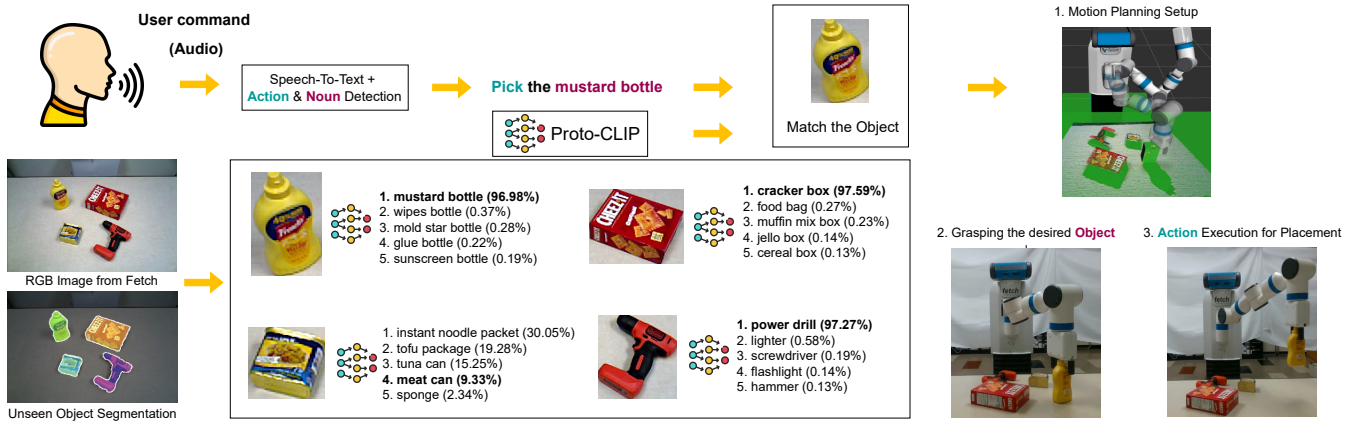 User command
(Audio)
Speech-To-Text +
Action & Noun Detection
Pick the mustard bottle
Proto-CLIP
Match the Object
1. Motion Planning Setup
RGB Image from Fetch
Unseen Object Segmentation
1. mustard bottle (96.98%)
2. wipes bottle (0.37%)
3. mold star bottle (0.28%)
4. glue bottle (0.22%)
5. sunscreen bottle (0.19%)
CHEEZ-IT
1. cracker box (97.59%)
2. food bag (0.27%)
3. muffin mix box (0.23%)
4. jello box (0.14%)
5. cereal box (0.13%)
1. instant noodle packet (30.05%)
2. tofu package (19.28%)
3. tuna can (15.25%)
4. meat can (9.33%)
5. sponge (2.34%)
1. power drill (97.27%)
2. lighter (0.58%)
3. screwdriver (0.19%)
4. flashlight (0.14%)
5. hammer (0.13%)
2. Grasping the desired Object
fetch
3. Action Execution for Placement
fetch